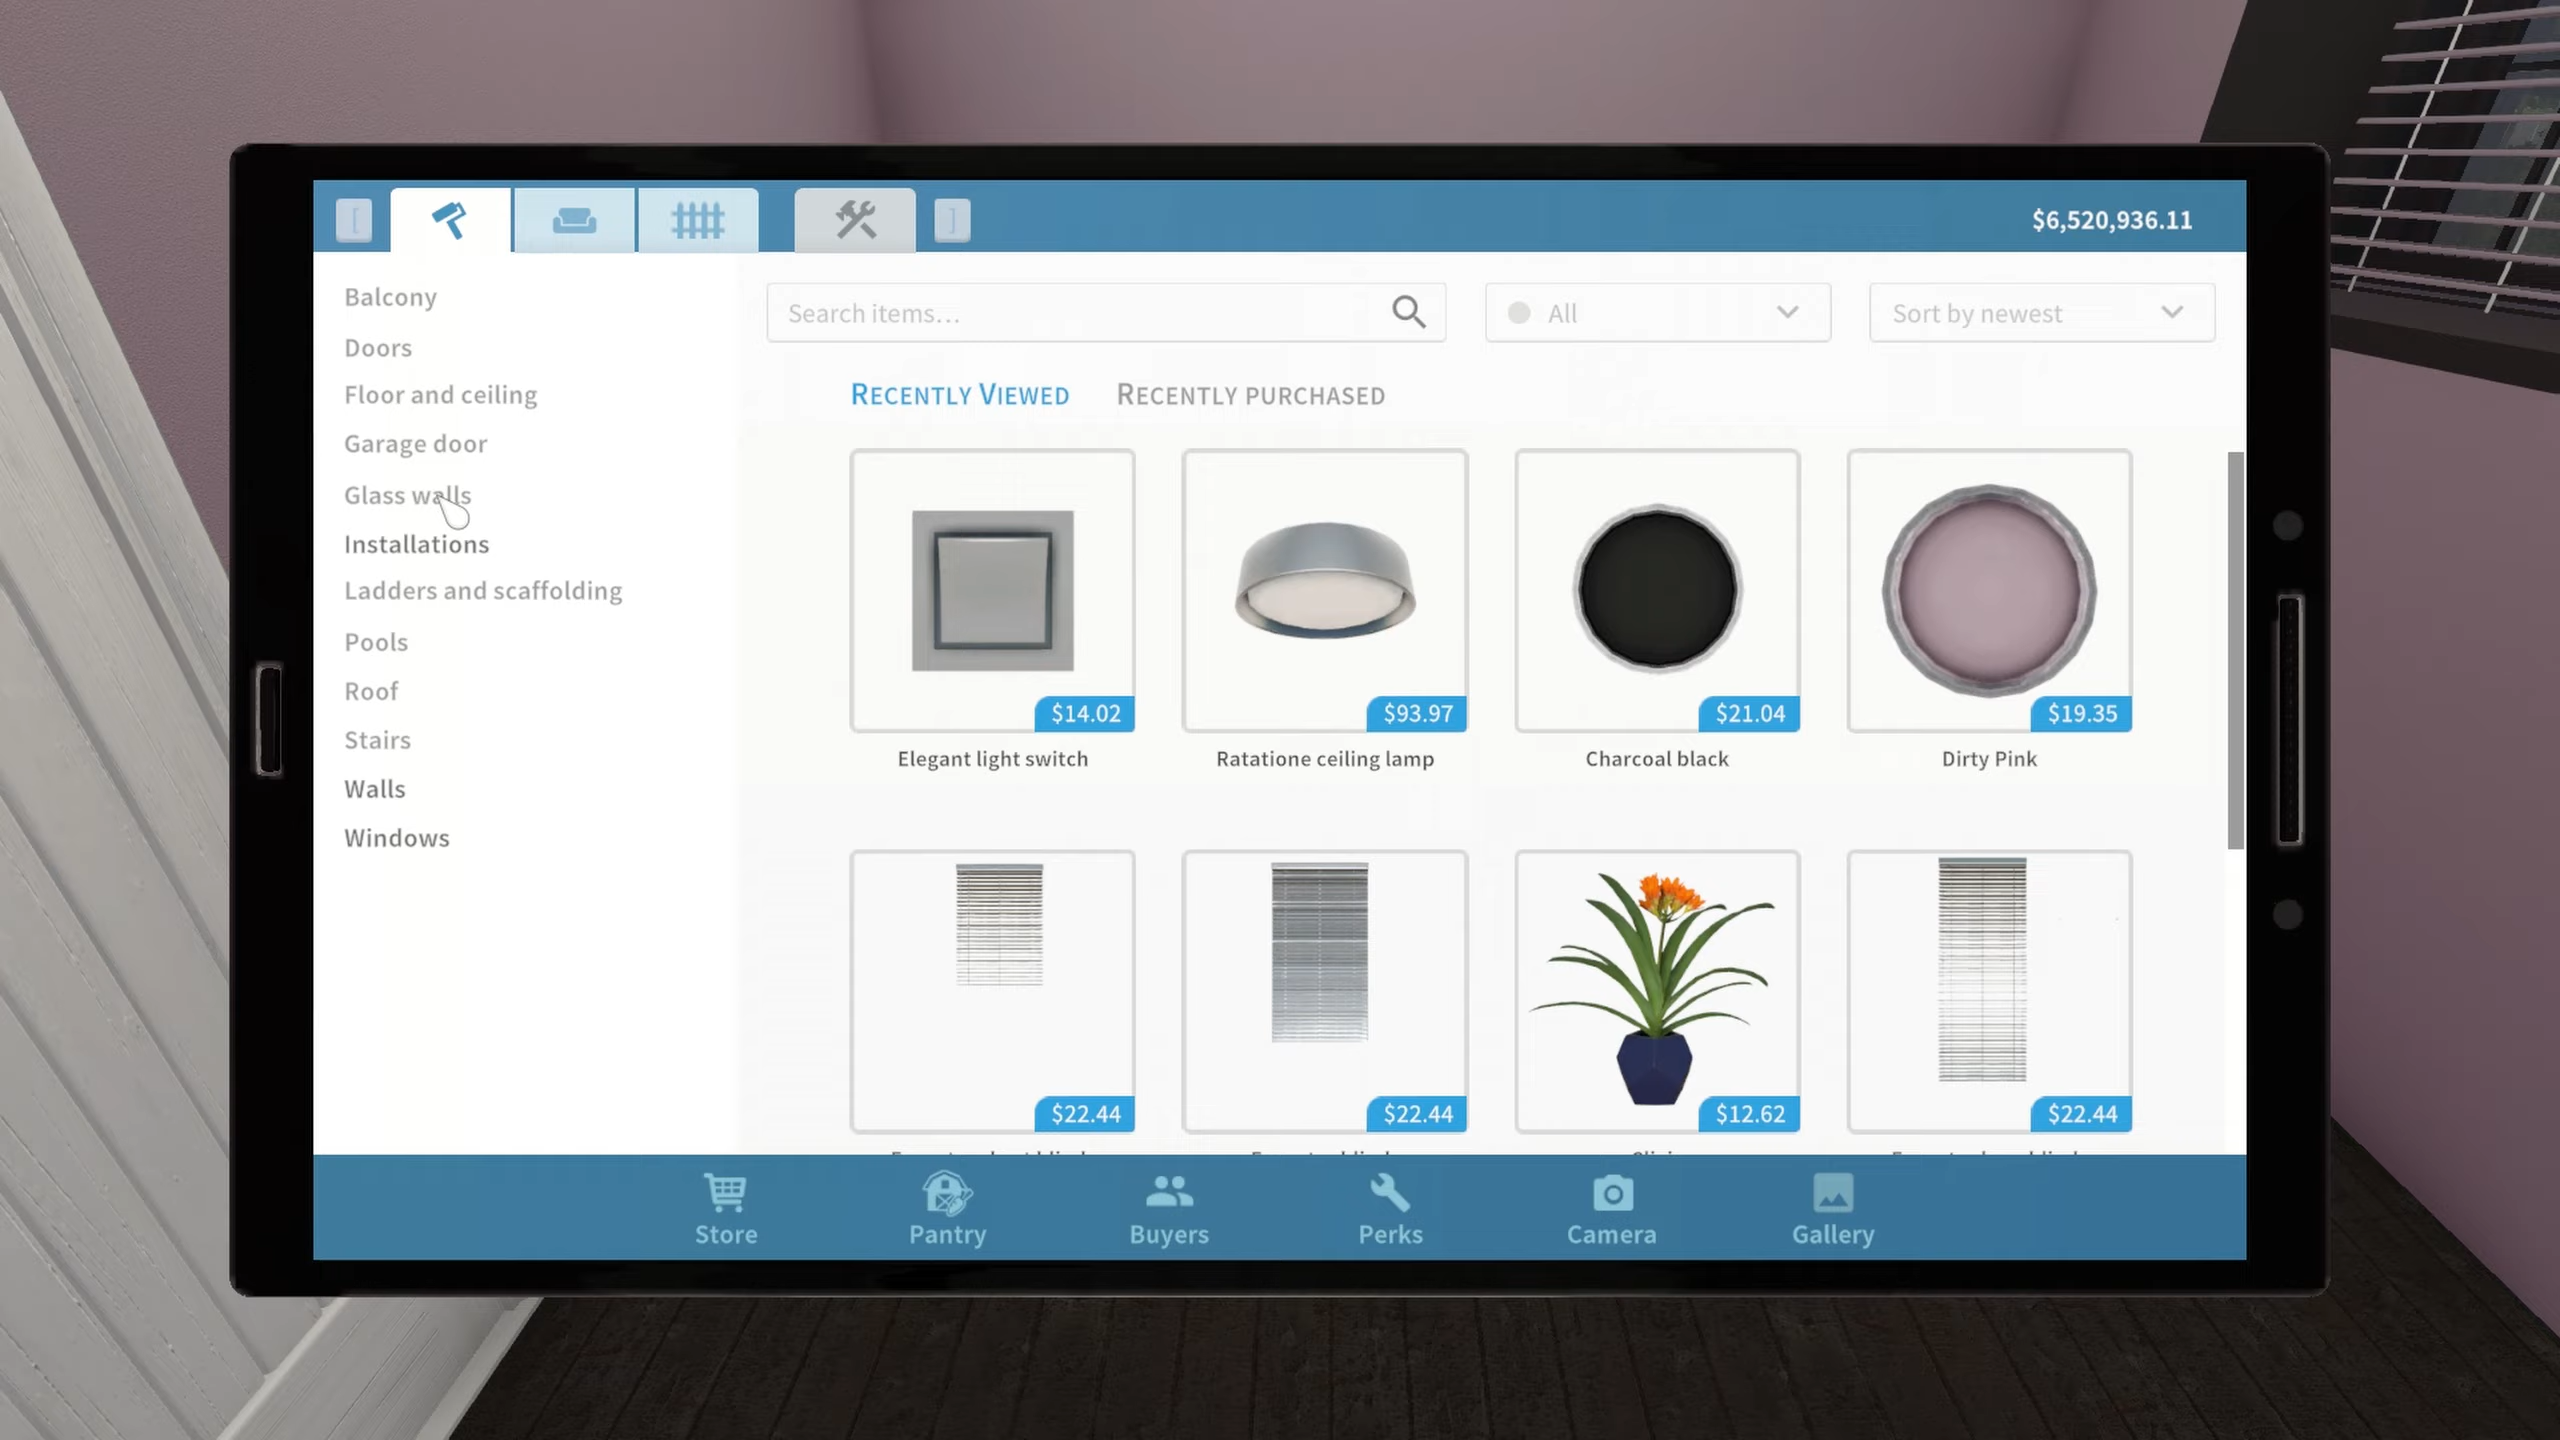 [
]
$6,520,936.11
Balcony
Doors
Floor and ceiling
Garage door
Glass walls
Installations
Ladders and scaffolding
Pools
Roof
Stairs
Walls
Windows
Search items...
All
Sort by newest
RECENTLY VIEWED
RECENTLY PURCHASED
$14.02
$93.97
$21.04
$19.35
Elegant light switch
Ratatione ceiling lamp
Charcoal black
Dirty Pink
$22.44
$22.44
$12.62
$22.44
Store
Pantry
Buyers
Perks
Camera
Gallery